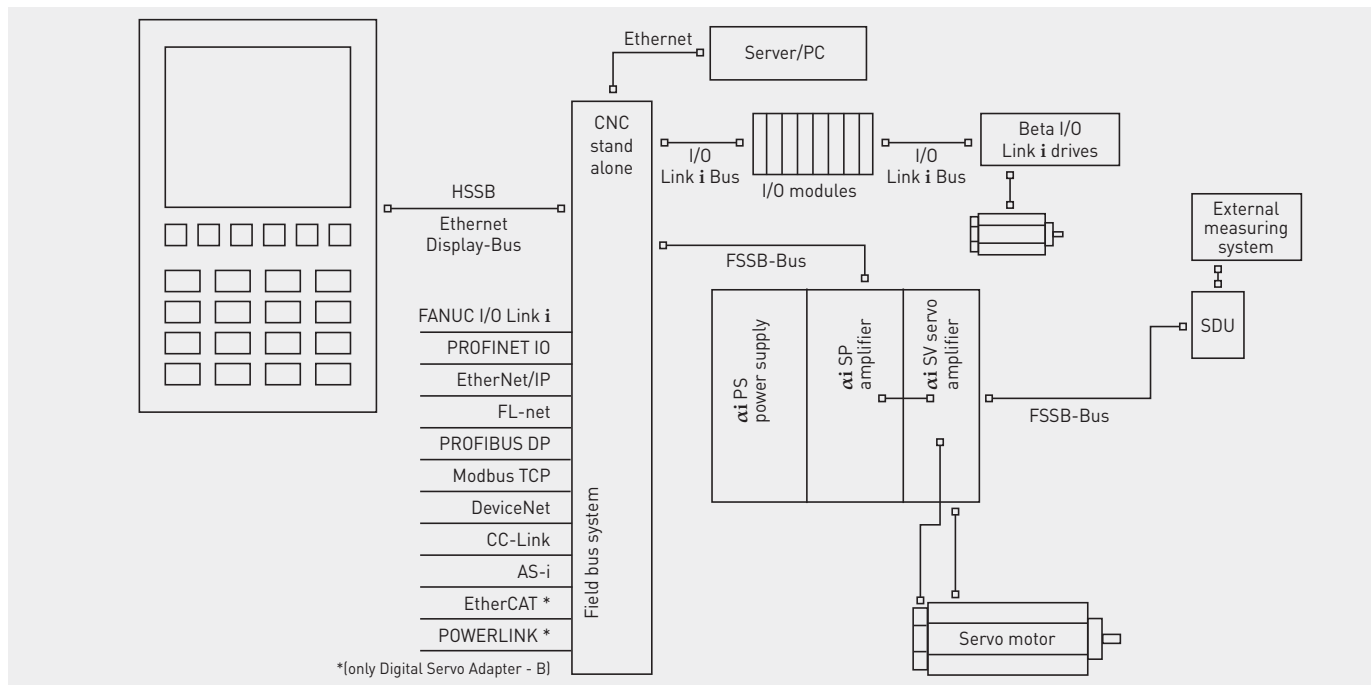 Ethernet
Server/PC
CNC
stand
alone
I/O
Link i Bus
I/O modules
I/O
Link i Bus
Beta I/O
Link i drives
HSSB
Ethernet
Display-Bus
FSSB-Bus
External
measuring
system
SDU
FANUC I/O Link i
PROFINET IO
EtherNet/IP
FL-net
PROFIBUS DP
Modbus TCP
DeviceNet
CC-Link
AS-i
EtherCAT *
POWERLINK *
*(only Digital Servo Adapter - B)
Field bus system
αi PS
power supply
αi SP
amplifier
αi SV servo
amplifier
FSSB-Bus
Servo motor